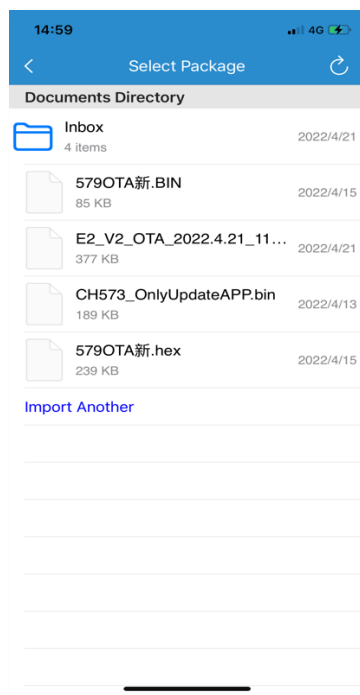 14:59
4G
Select Package
Documents Directory
Inbox
2022/4/21
4 items
579OTA新.BIN
2022/4/15
85 KB
E2_V2_OTA_2022.4.21_11...
2022/4/21
377 KB
CH573_OnlyUpdateAPP.bin
2022/4/13
189 KB
579OTA新.hex
2022/4/15
239 KB
Import Another